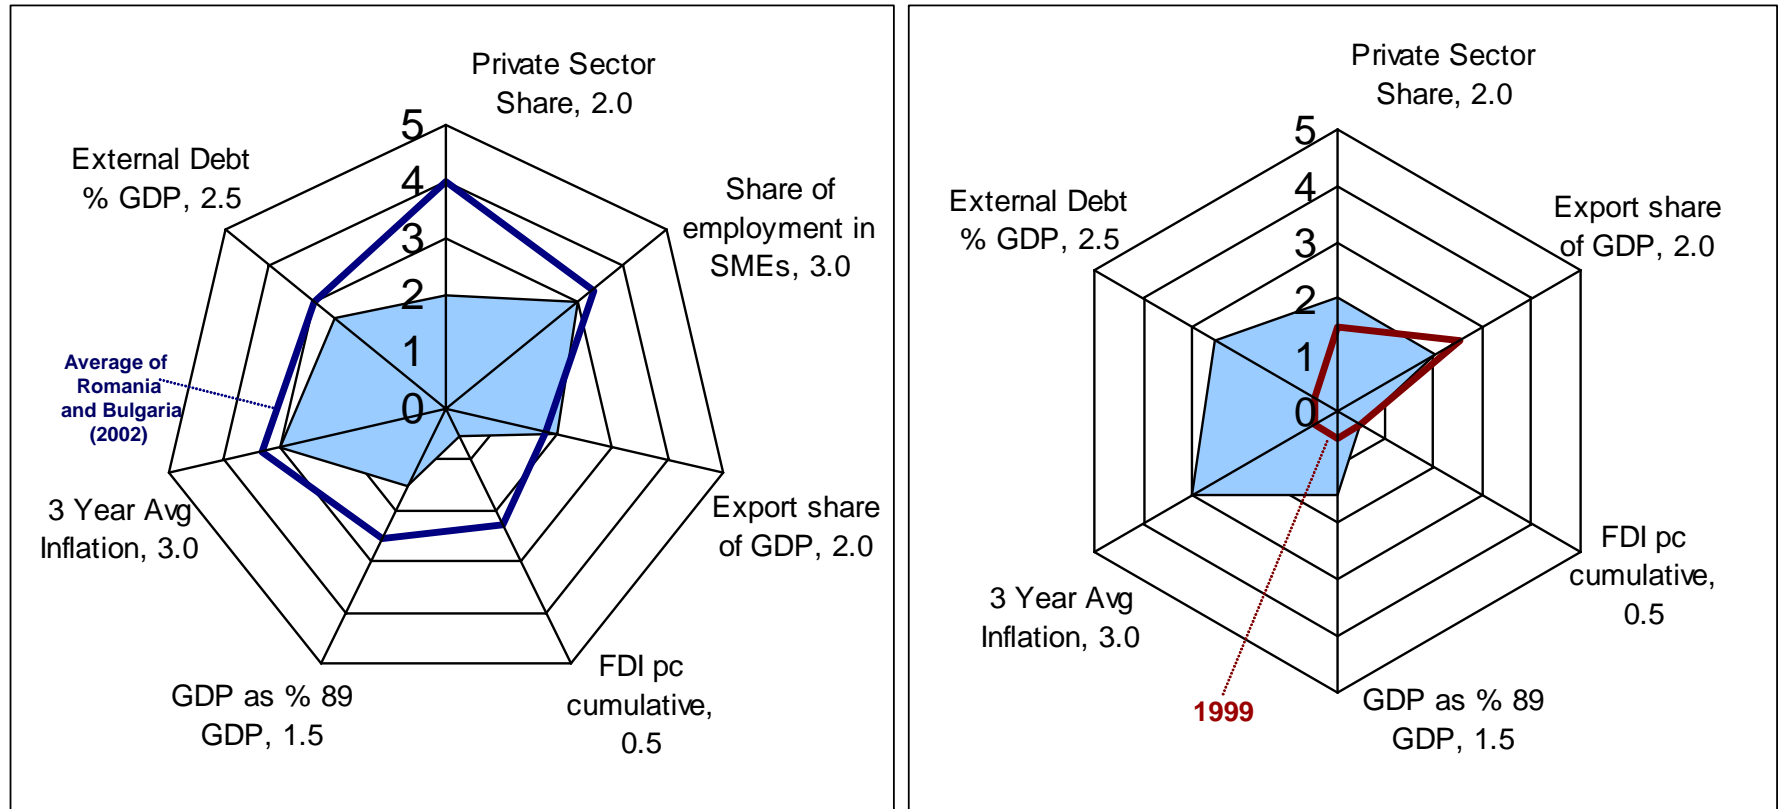 Private Sector
Share, 2.0
5
External Debt
% GDP, 2.5
4
Share of
employment in
SMEs, 3.0
3
2
1
Average of
Romania
and Bulgaria
(2002)
0
3 Year Avg
Inflation, 3.0
Export share
of GDP, 2.0
GDP as % 89
GDP, 1.5
FDI pc
cumulative,
0.5
Private Sector
Share, 2.0
5
4
External Debt
% GDP, 2.5
Export share
of GDP, 2.0
3
2
1
0
3 Year Avg
Inflation, 3.0
FDI pc
cumulative,
0.5
1999
GDP as % 89
GDP, 1.5